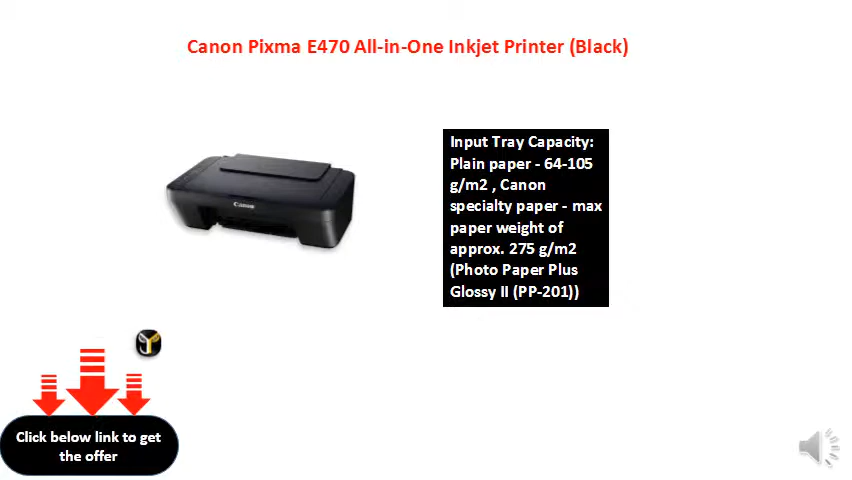 Canon Pixma E470 All-in-One Inkjet Printer (Black)
Canon
Input Tray Capacity:
Plain paper - 64-105
g/m2 , Canon
specialty paper - max
paper weight of
approx. 275 g/m2
(Photo Paper Plus
Glossy II (PP-201))
Click below link to get
the offer